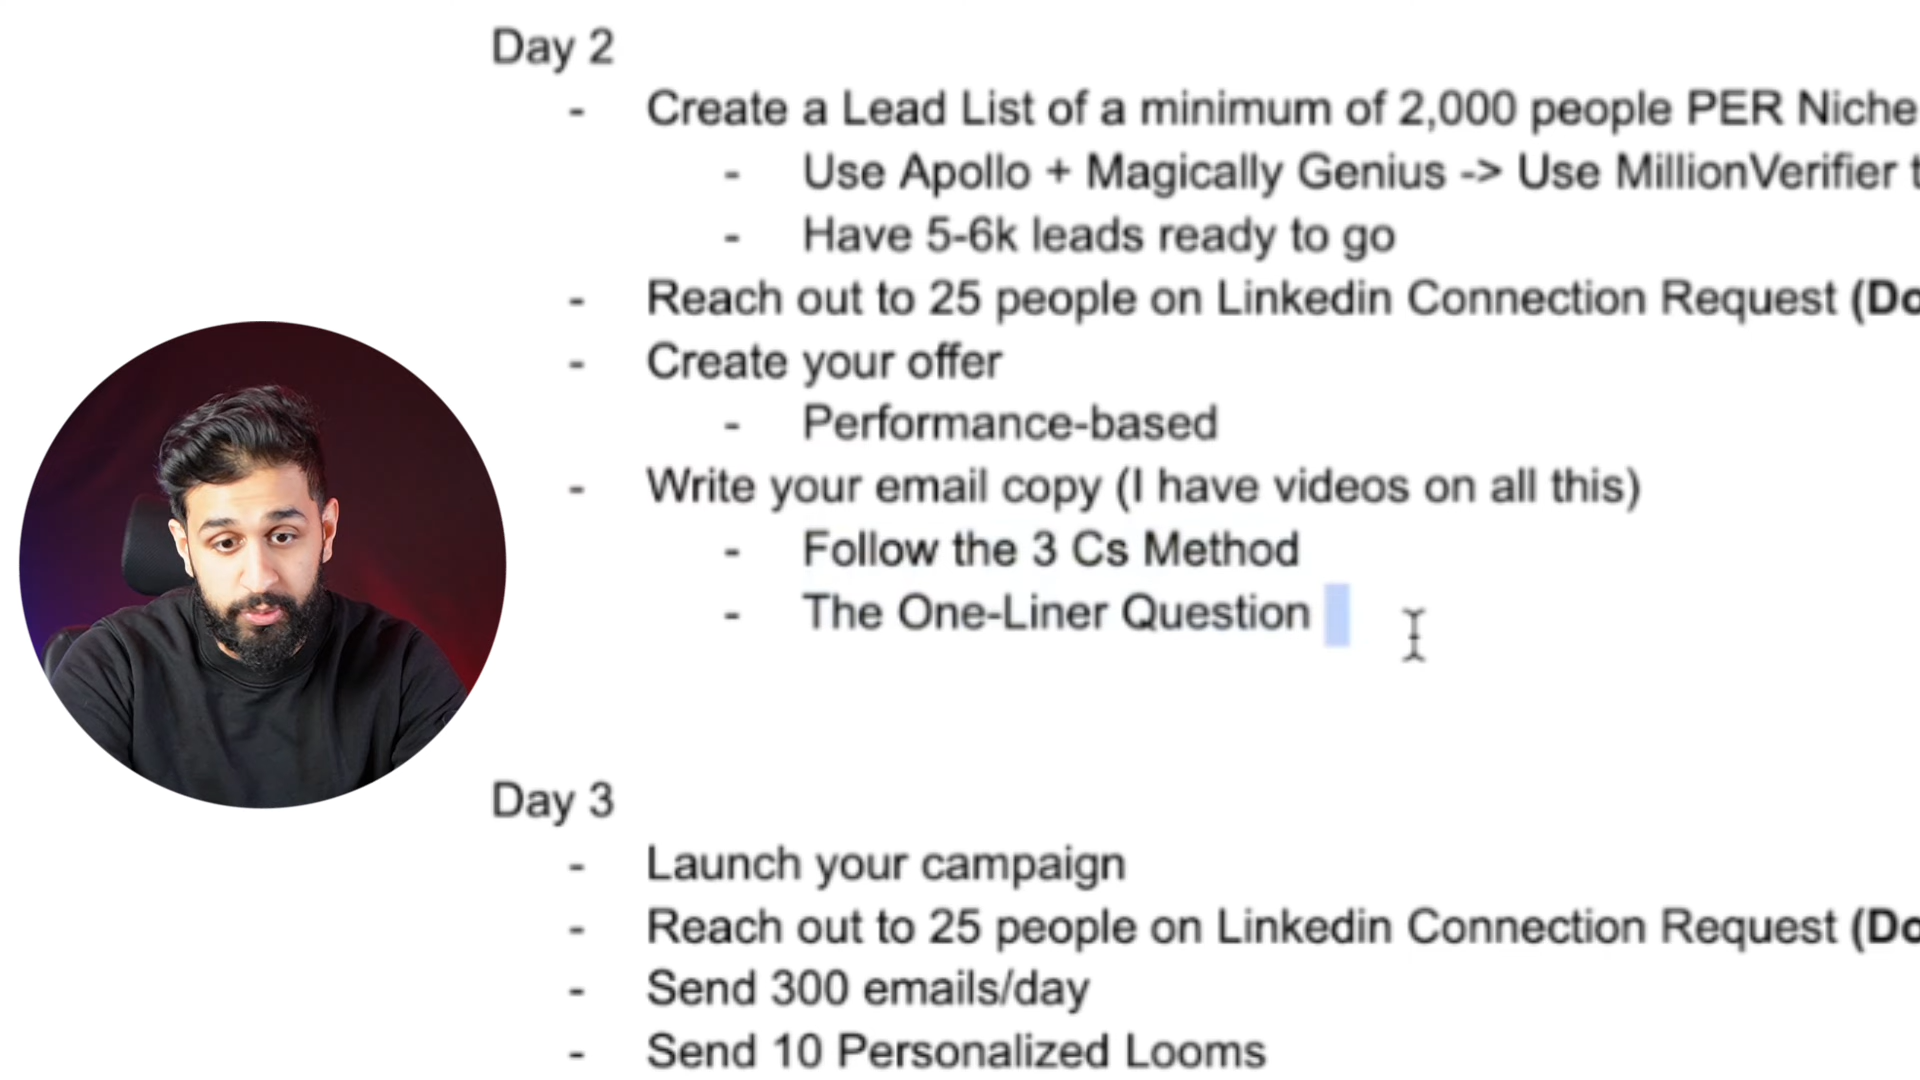 Day 2
- Create a Lead List of a minimum of 2,000 people PER Niche
- Use Apollo + Magically Genius -> Use MillionVerifier
- Have 5-6k leads ready to go
- Reach out to 25 people on Linkedin Connection Request
- Create your offer
- Performance-based
- Write your email copy (I have videos on all this)
- Follow the 3 Cs Method
- The One-Liner Question
Day 3
- Launch your campaign
- Reach out to 25 people on Linkedin Connection Request
- Send 300 emails/day
- Send 10 Personalized Looms